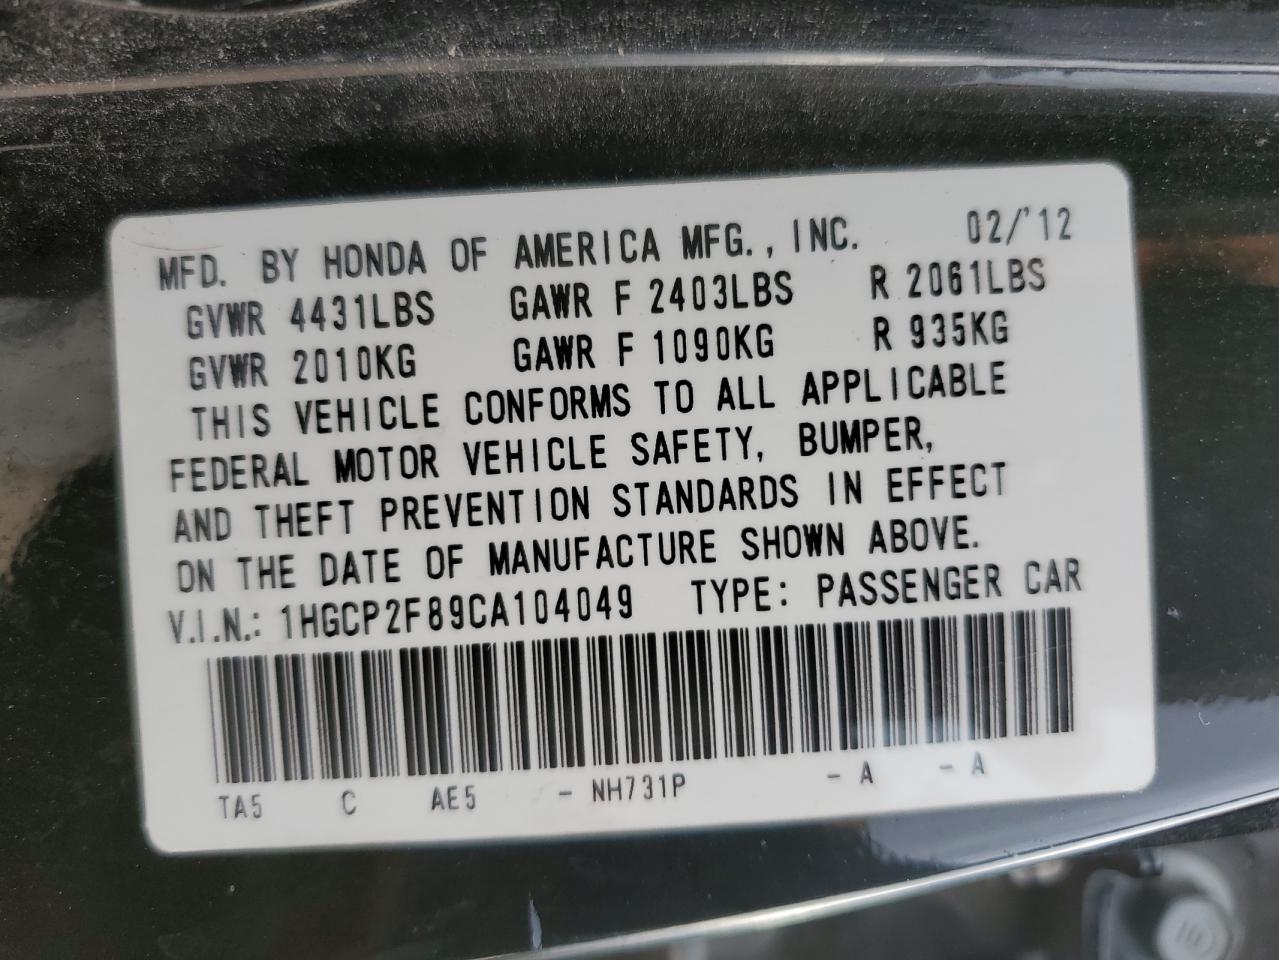 MFD. BY HONDA OF AMERICA MFG., INC. 02/'12
GVWR 4431LBS GAWR F 2403LBS R 2061LBS
GVWR 2010KG GAWR F 1090KG R 935KG
THIS VEHICLE CONFORMS TO ALL APPLICABLE
FEDERAL MOTOR VEHICLE SAFETY, BUMPER,
AND THEFT PREVENTION STANDARDS IN EFFECT
ON THE DATE OF MANUFACTURE SHOWN ABOVE.
V.I.N.: 1HGCP2F89CA104049 TYPE: PASSENGER CAR
TA5 C AE5 - NH731P - A - A